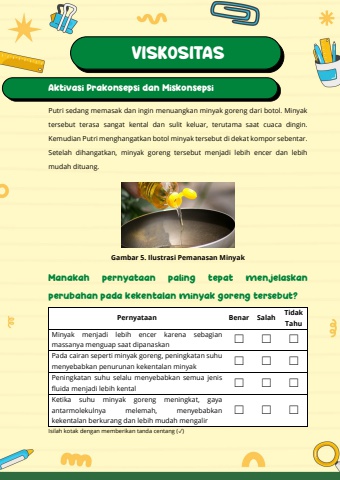 VISKOSITAS
Aktivasi Prakonsepsi dan Miskonsepsi
Putri sedang memasak dan ingin menuangkan minyak goreng dari botol. Minyak
tersebut terasa sangat kental dan sulit keluar, terutama saat cuaca dingin.
Kemudian Putri menghangatkan botol minyak tersebut di dekat kompor sebentar.
Setelah dihangatkan, minyak goreng tersebut menjadi lebih encer dan lebih
mudah dituang.
Gambar 5. Ilustrasi Pemanasan Minyak
Manakah pernyataan paling tepat menjelaskan
perubahan pada kekentalan minyak goreng tersebut?
Pernyataan Benar Salah Tidak
Tahu
Minyak menjadi lebih encer karena sebagian
massanya menguap saat dipanaskan
Pada cairan seperti minyak goreng, peningkatan suhu
menyebabkan penurunan kekentalan minyak
Peningkatan suhu selalu menyebabkan semua jenis
fluida menjadi lebih kental
Ketika suhu minyak goreng meningkat, gaya
antarmolekulnya melemah, menyebabkan
kekentalan berkurang dan lebih mudah mengalir
Isilah kotak dengan memberikan tanda centang (✓)